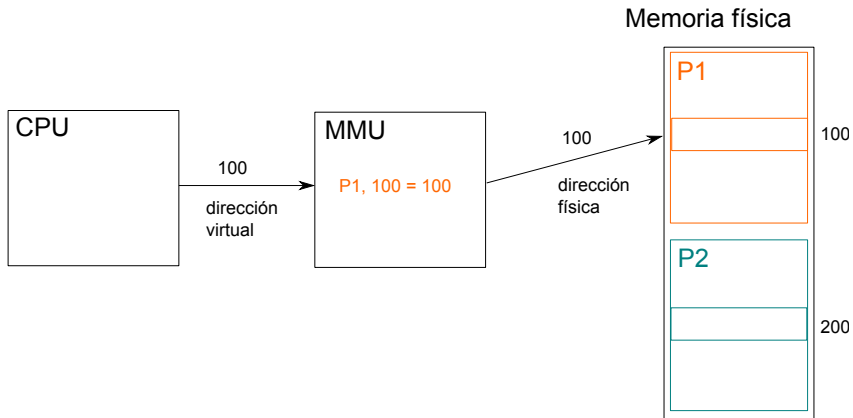 Memoria física
CPU
100
dirección
virtual
MMU
P1, 100 = 100
100
dirección
física
P1
100
P2
200